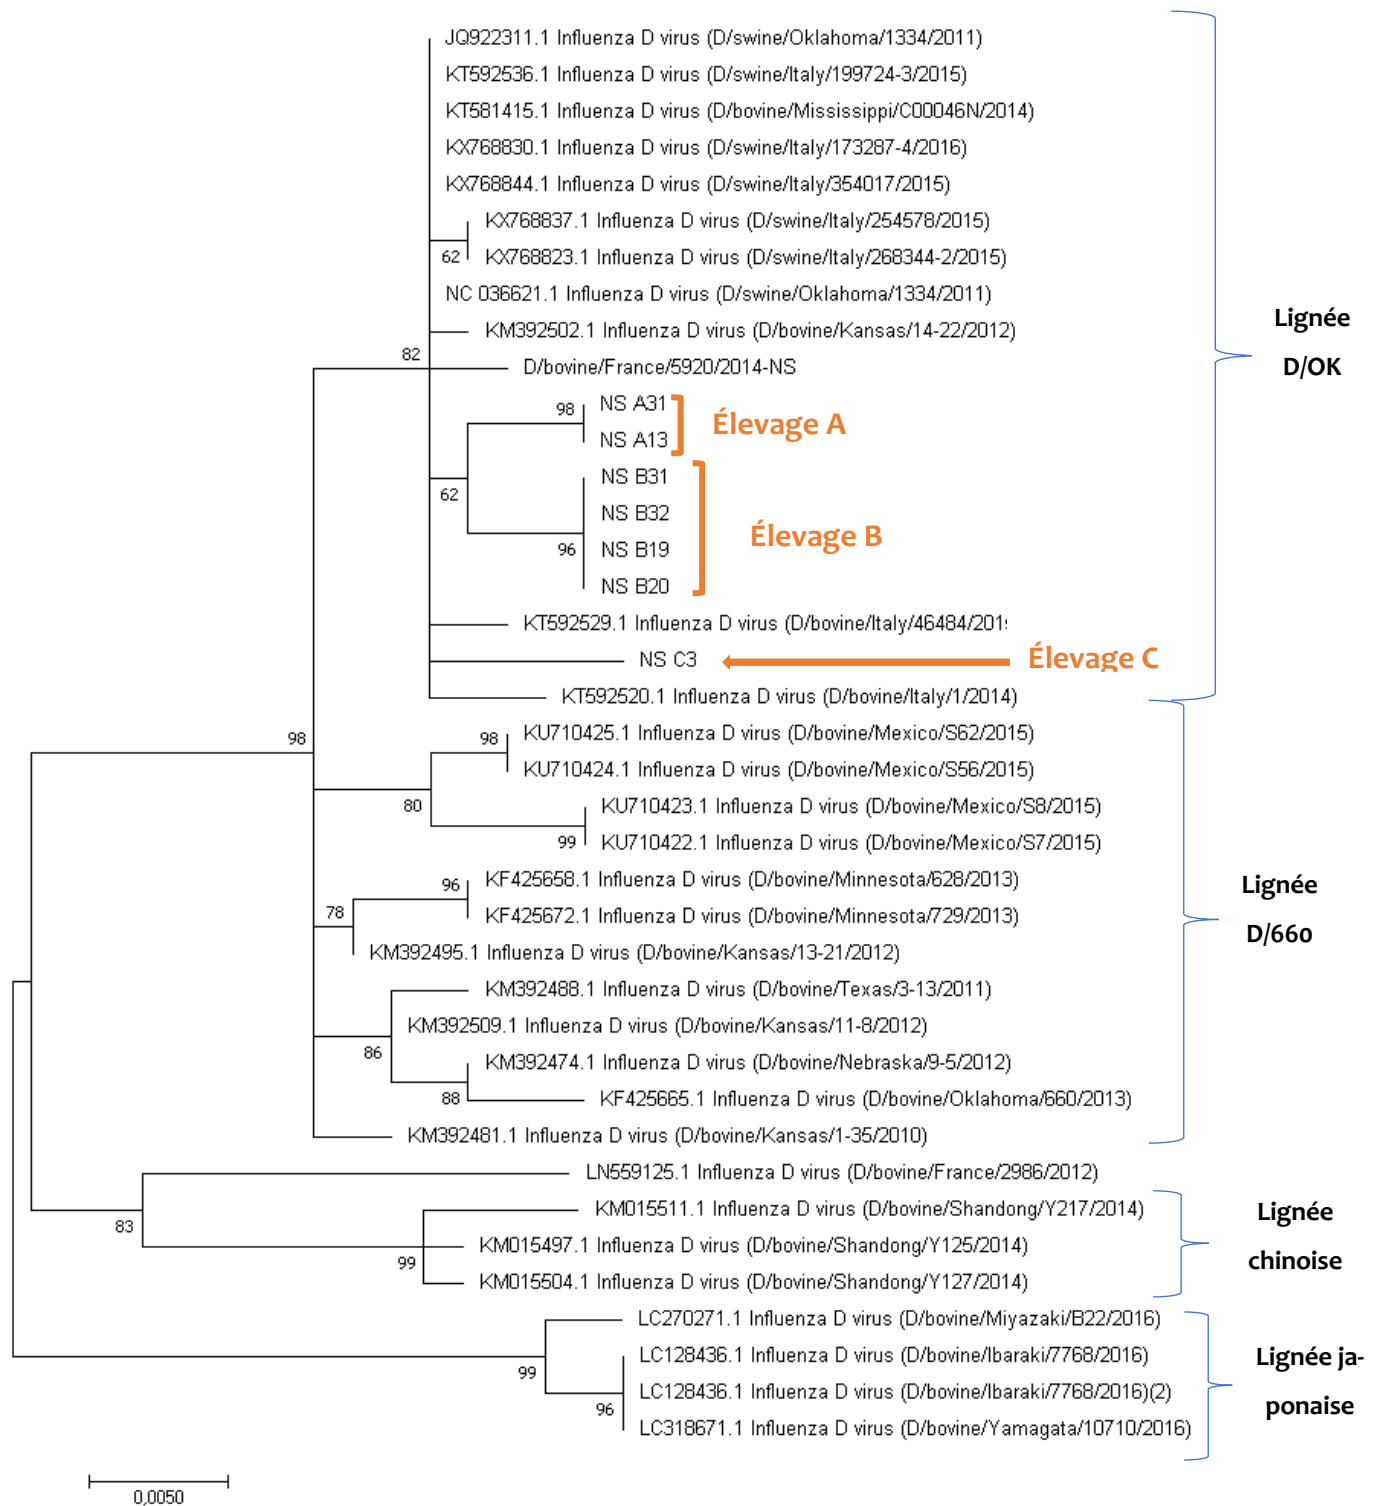 JQ922311.1 Influenza D virus (D/swine/Oklahoma/1334/2011)
KT592536.1 Influenza D virus (D/swine/Italy/199724-3/2015)
KT581415.1 Influenza D virus (D/bovine/Mississippi/C00046N/2014)
KX768830.1 Influenza D virus (D/swine/Italy/173287-4/2016)
KX768844.1 Influenza D virus (D/swine/Italy/354017/2015)
KX768837.1 Influenza D virus (D/swine/Italy/254578/2015)
62 KX768823.1 Influenza D virus (D/swine/Italy/268344-2/2015)
NC 036621.1 Influenza D virus (D/swine/Oklahoma/1334/2011)
Lignée
D/OK
KM392502.1 Influenza D virus (D/bovine/Kansas/14-22/2012)
82
D/bovine/France/5920/2014-NS
98 NS A31
NS A13
Élevage A
62
NS B31
NS B32
Élevage B
96 NS B19
NS B20
KT592529.1 Influenza D virus (D/bovine/Italy/46484/201
NS C3
Élevage C
KT592520.1 Influenza D virus (D/bovine/Italy/1/2014)
98
98 KU710425.1 Influenza D virus (D/bovine/Mexico/S62/2015)
KU710424.1 Influenza D virus (D/bovine/Mexico/S56/2015)
80
KU710423.1 Influenza D virus (D/bovine/Mexico/S8/2015)
99 KU710422.1 Influenza D virus (D/bovine/Mexico/S7/2015)
96 KF425658.1 Influenza D virus (D/bovine/Minnesota/628/2013)
78 KF425672.1 Influenza D virus (D/bovine/Minnesota/729/2013)
Lignée
D/660
KM392495.1 Influenza D virus (D/bovine/Kansas/13-21/2012)
KM392488.1 Influenza D virus (D/bovine/Texas/3-13/2011)
KM392509.1 Influenza D virus (D/bovine/Kansas/11-8/2012)
86
KM392474.1 Influenza D virus (D/bovine/Nebraska/9-5/2012)
88 KF425665.1 Influenza D virus (D/bovine/Oklahoma/660/2013)
KM392481.1 Influenza D virus (D/bovine/Kansas/1-35/2010)
LN559125.1 Influenza D virus (D/bovine/France/2986/2012)
83
KM015511.1 Influenza D virus (D/bovine/Shandong/Y217/2014)
KM015497.1 Influenza D virus (D/bovine/Shandong/Y125/2014)
99
KM015504.1 Influenza D virus (D/bovine/Shandong/Y127/2014)
Lignée
chinoise
LC270271.1 Influenza D virus (D/bovine/Miyazaki/B22/2016)
LC128436.1 Influenza D virus (D/bovine/Ibaraki/7768/2016)
99
LC128436.1 Influenza D virus (D/bovine/Ibaraki/7768/2016)(2)
96
LC318671.1 Influenza D virus (D/bovine/Yamagata/10710/2016)
Lignée ja-
ponaise
0,0050